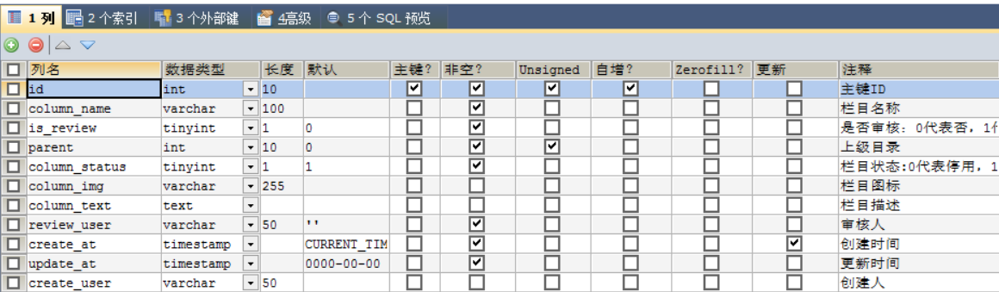 1 列 2 个索引 3 个外部键 4高级 5 个 SQL 预览
列名 数据类型 长度 默认 主键? 非空? Unsigned 自增? Zerofill? 更新 注释
id int 10 主键ID
column_name varchar 100 栏目名称
is_review tinyint 1 0 是否审核: 0代表否, 1
parent int 10 0 上级目录
column_status tinyint 1 1 栏目状态:0代表停用, 1
column_img varchar 255 栏目图标
column_text text 栏目描述
review_user varchar 50 '' 审核人
create_at timestamp CURRENT_TIM 创建时间
update_at timestamp 0000-00-00 更新时间
create_user varchar 50 创建人